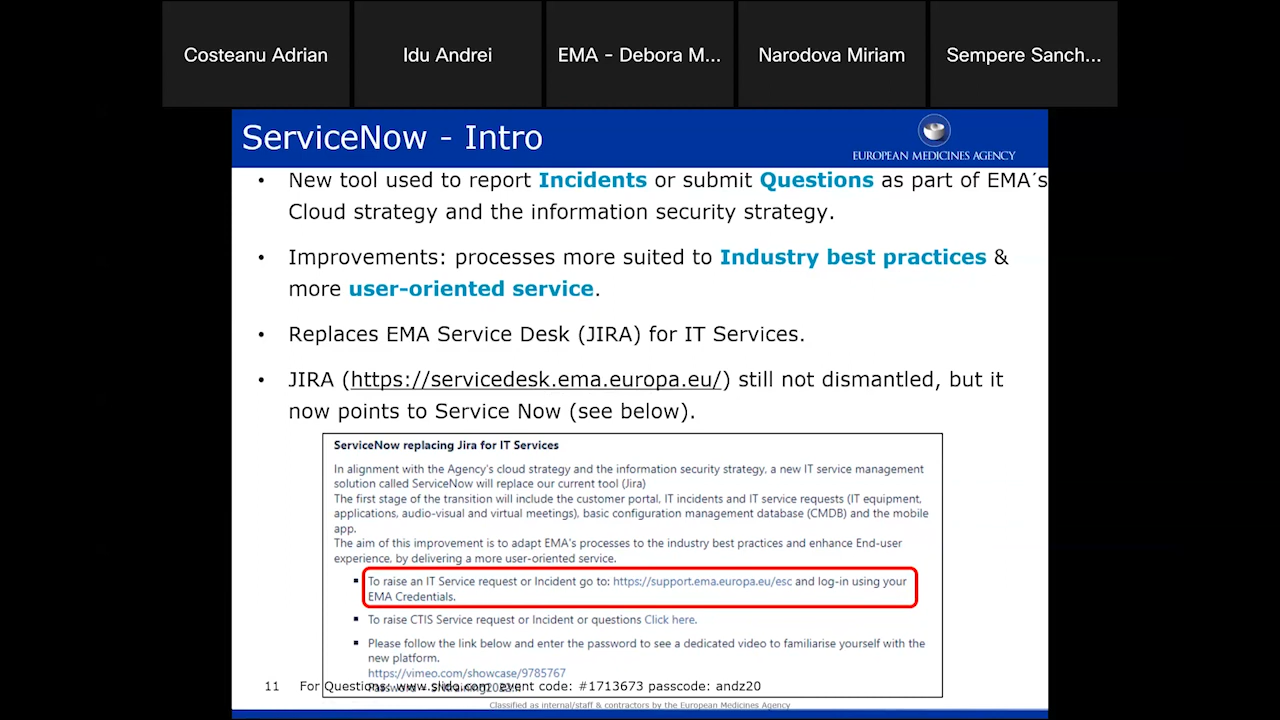 Costeanu Adrian
Idu Andrei
EMA - Debora M...
Narodova Miriam
Sempere Sanch...
ServiceNow - Intro
EUROPEAN MEDICINES AGENCY
• New tool used to report Incidents or submit Questions as part of EMA´s
Cloud strategy and the information security strategy.
• Improvements: processes more suited to Industry best practices &
more user-oriented service.
• Replaces EMA Service Desk (JIRA) for IT Services.
• JIRA (https://servicedesk.ema.europa.eu/) still not dismantled, but it
now points to Service Now (see below).
ServiceNow replacing Jira for IT Services
In alignment with the Agency's cloud strategy and the information security strategy, a new IT service management
solution called ServiceNow will replace our current tool (Jira)
The first stage of the transition will include the customer portal, IT incidents and IT service requests (IT equipment,
applications, audio-visual and virtual meetings), basic configuration management database (CMDB) and the mobile
app.
The aim of this improvement is to adapt EMA's processes to the industry best practices and enhance End-user
experience, by delivering a more user-oriented service.
▪ To raise an IT Service request or Incident go to: https://support.ema.europa.eu/esc and log-in using your
EMA Credentials.
▪ To raise CTIS Service request or Incident or questions Click here.
▪ Please follow the link below and enter the password to see a dedicated video to familiarise yourself with the
new platform.
https://vimeo.com/showcase/9785767
11 For Questions: www.slido.com event code: #1713673 passcode: andz20
Classified as internal/staff & contractors by the European Medicines Agency